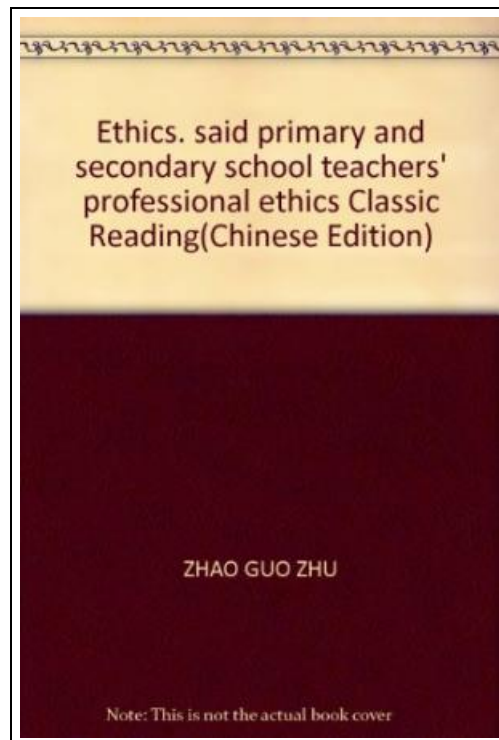 Ethics. said primary and
secondary school teachers'
professional ethics Classic
Reading(Chinese Edition)
ZHAO GUO ZHU
Note: This is not the actual book cover